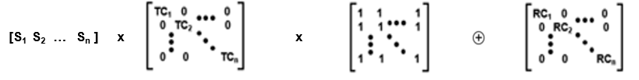 [S₁ S₂ … Sₙ] x
TC₁ 0 ••• 0
0 TC₂ 0
0 0 TCₙ
x
1 1 1
1 1 ••• 1
1 1 1
⊕
RC₁ 0 ••• 0
0 RC₂ 0
0 0 RCₙ